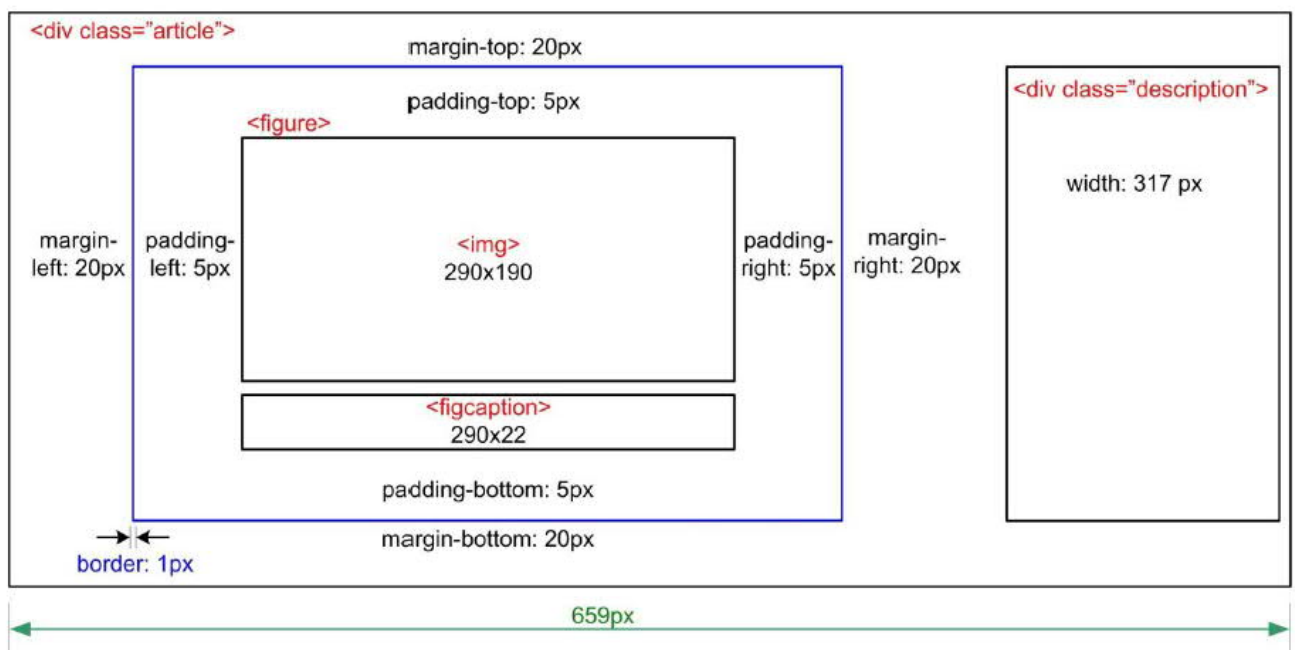 <div class=”article”>
margin-top: 20px
padding-top: 5px
<div class=”description”>
<figure>
width: 317 px
margin-
left: 20px
padding-
left: 5px
<img>
290x190
padding-
right: 5px
margin-
right: 20px
<figcaption>
290x22
padding-bottom: 5px
margin-bottom: 20px
border: 1px
659px